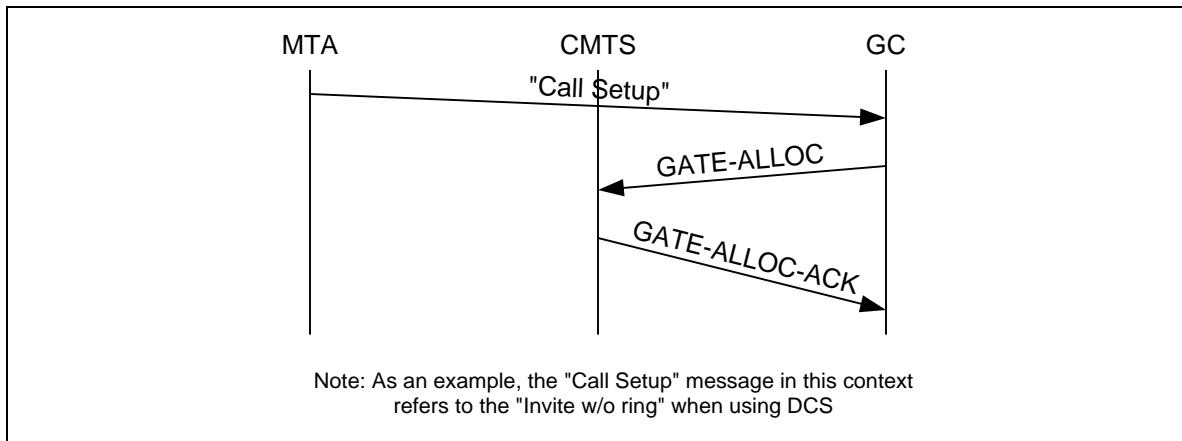 MTA
CMTS
GC
"Call Setup"
GATE-ALLOC
GATE-ALLOC-ACK
Note: As an example, the "Call Setup" message in this context
refers to the "Invite w/o ring" when using DCS